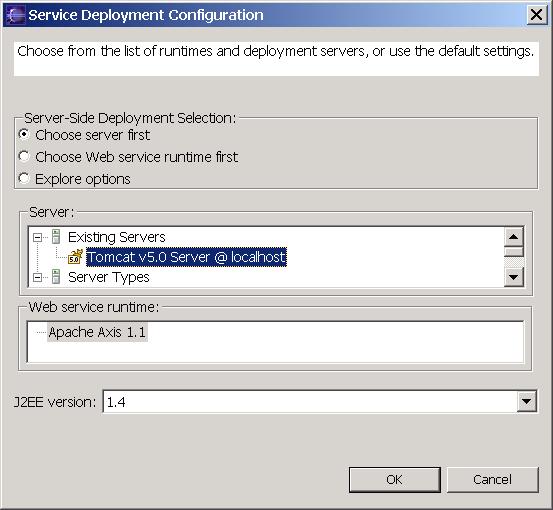 Service Deployment Configuration
Choose from the list of runtimes and deployment servers, or use the default settings.
Server-Side Deployment Selection:
Choose server first
Choose Web service runtime first
Explore options
Server:
Existing Servers
5.0 Tomcat v5.0 Server @ localhost
Server Types
Web service runtime:
Apache Axis 1.1
J2EE version: 1.4
OK Cancel